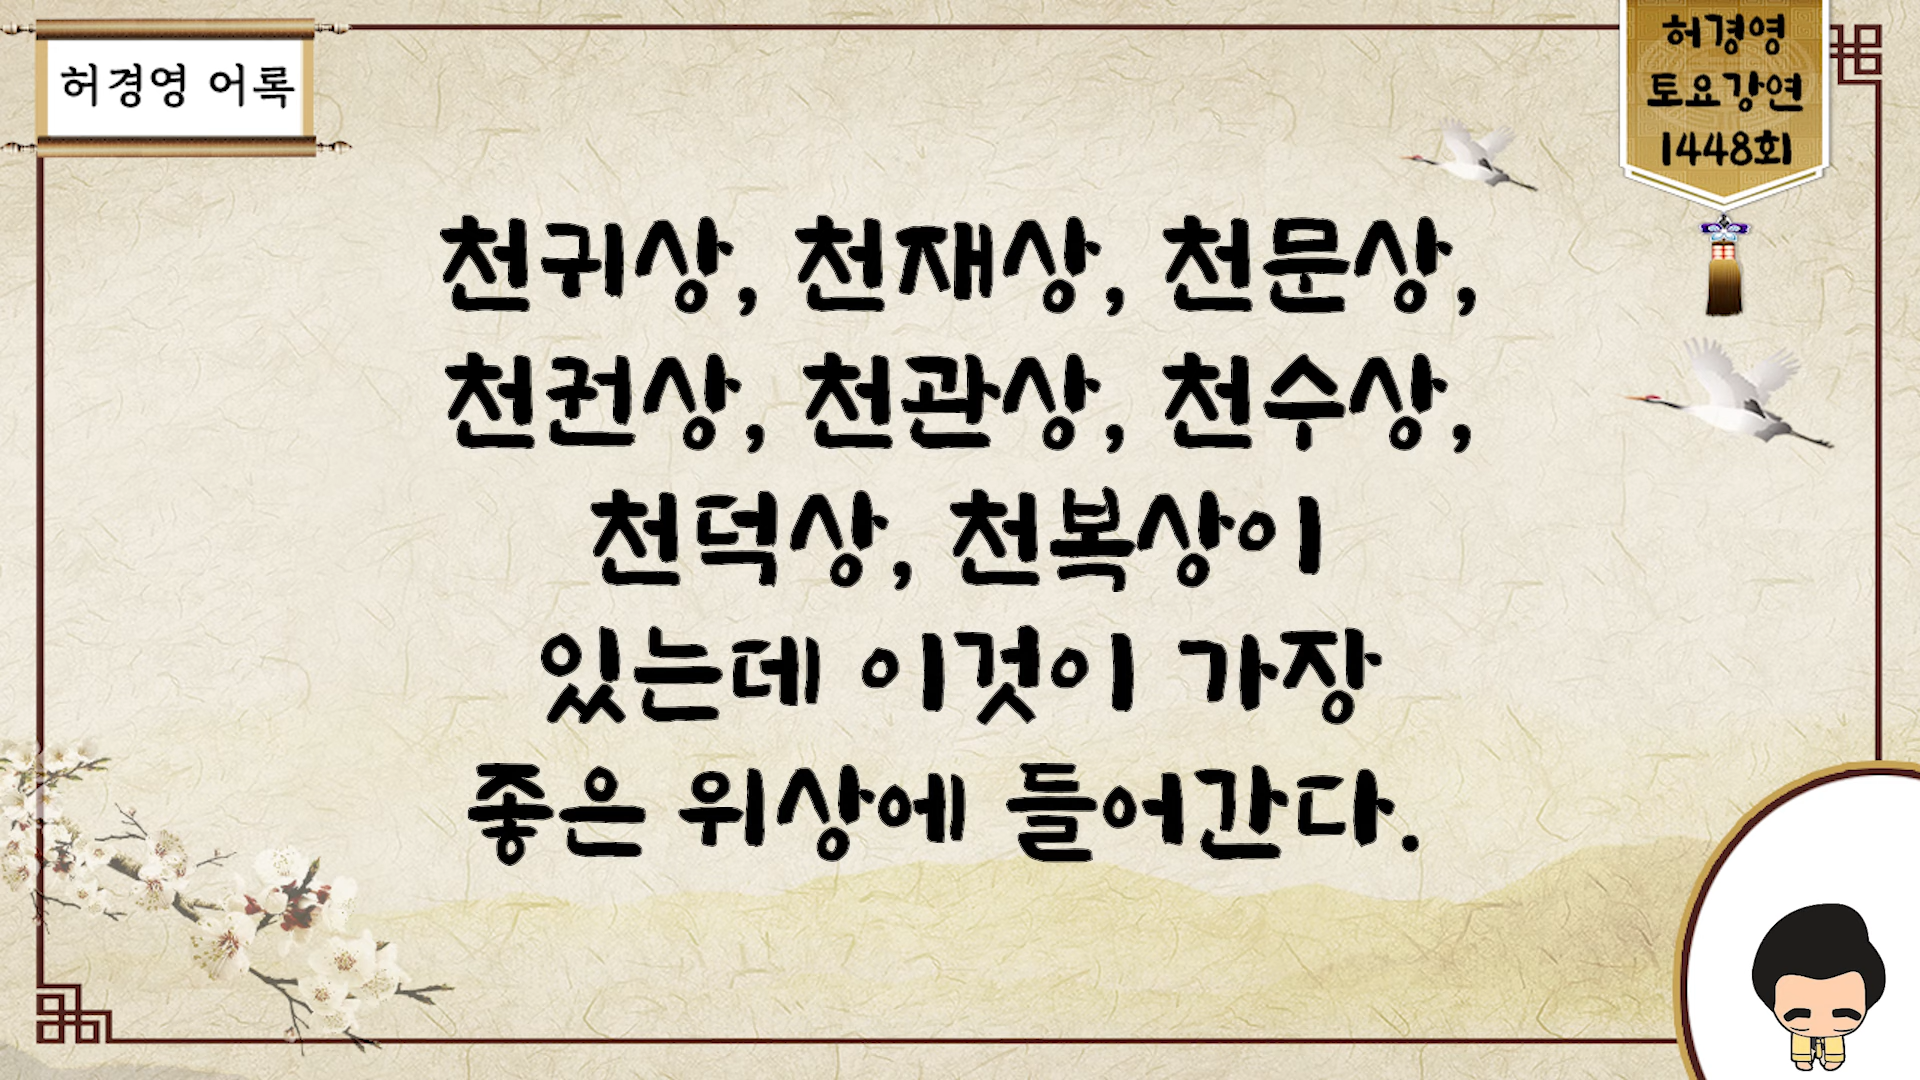 허경영 어록
허경영
토요강연
1448회
천귀상, 천재상, 천문상,
천권상, 천관상, 천수상,
천덕상, 천복상이
있는데 이것이 가장
좋은 위상에 들어간다.